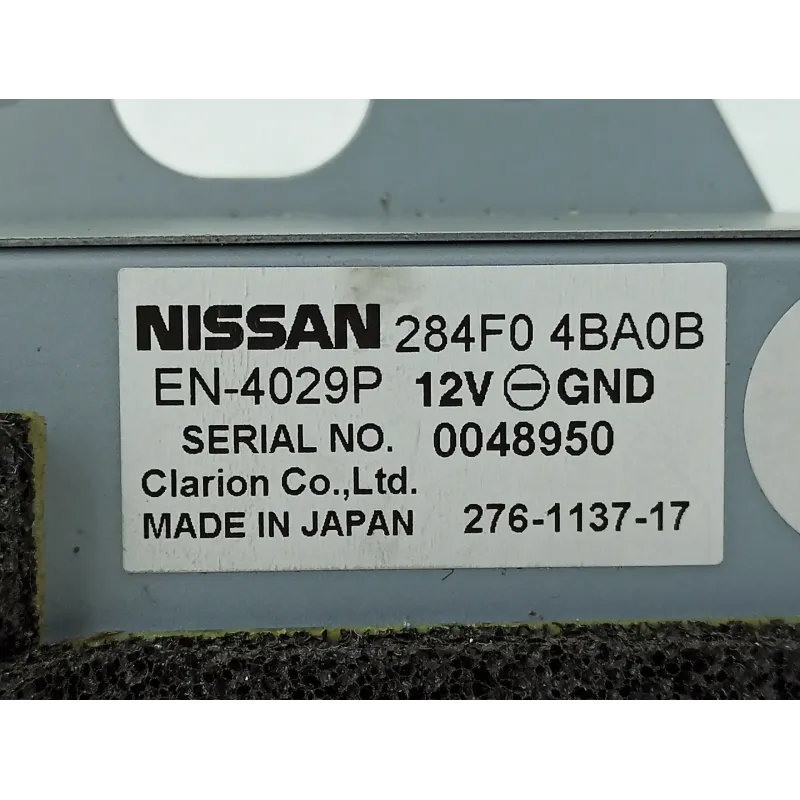 NISSAN 284F0 4BA0B
EN-4029P 12V ⊖ GND
SERIAL NO. 0048950
Clarion Co.,Ltd.
MADE IN JAPAN 276-1137-17